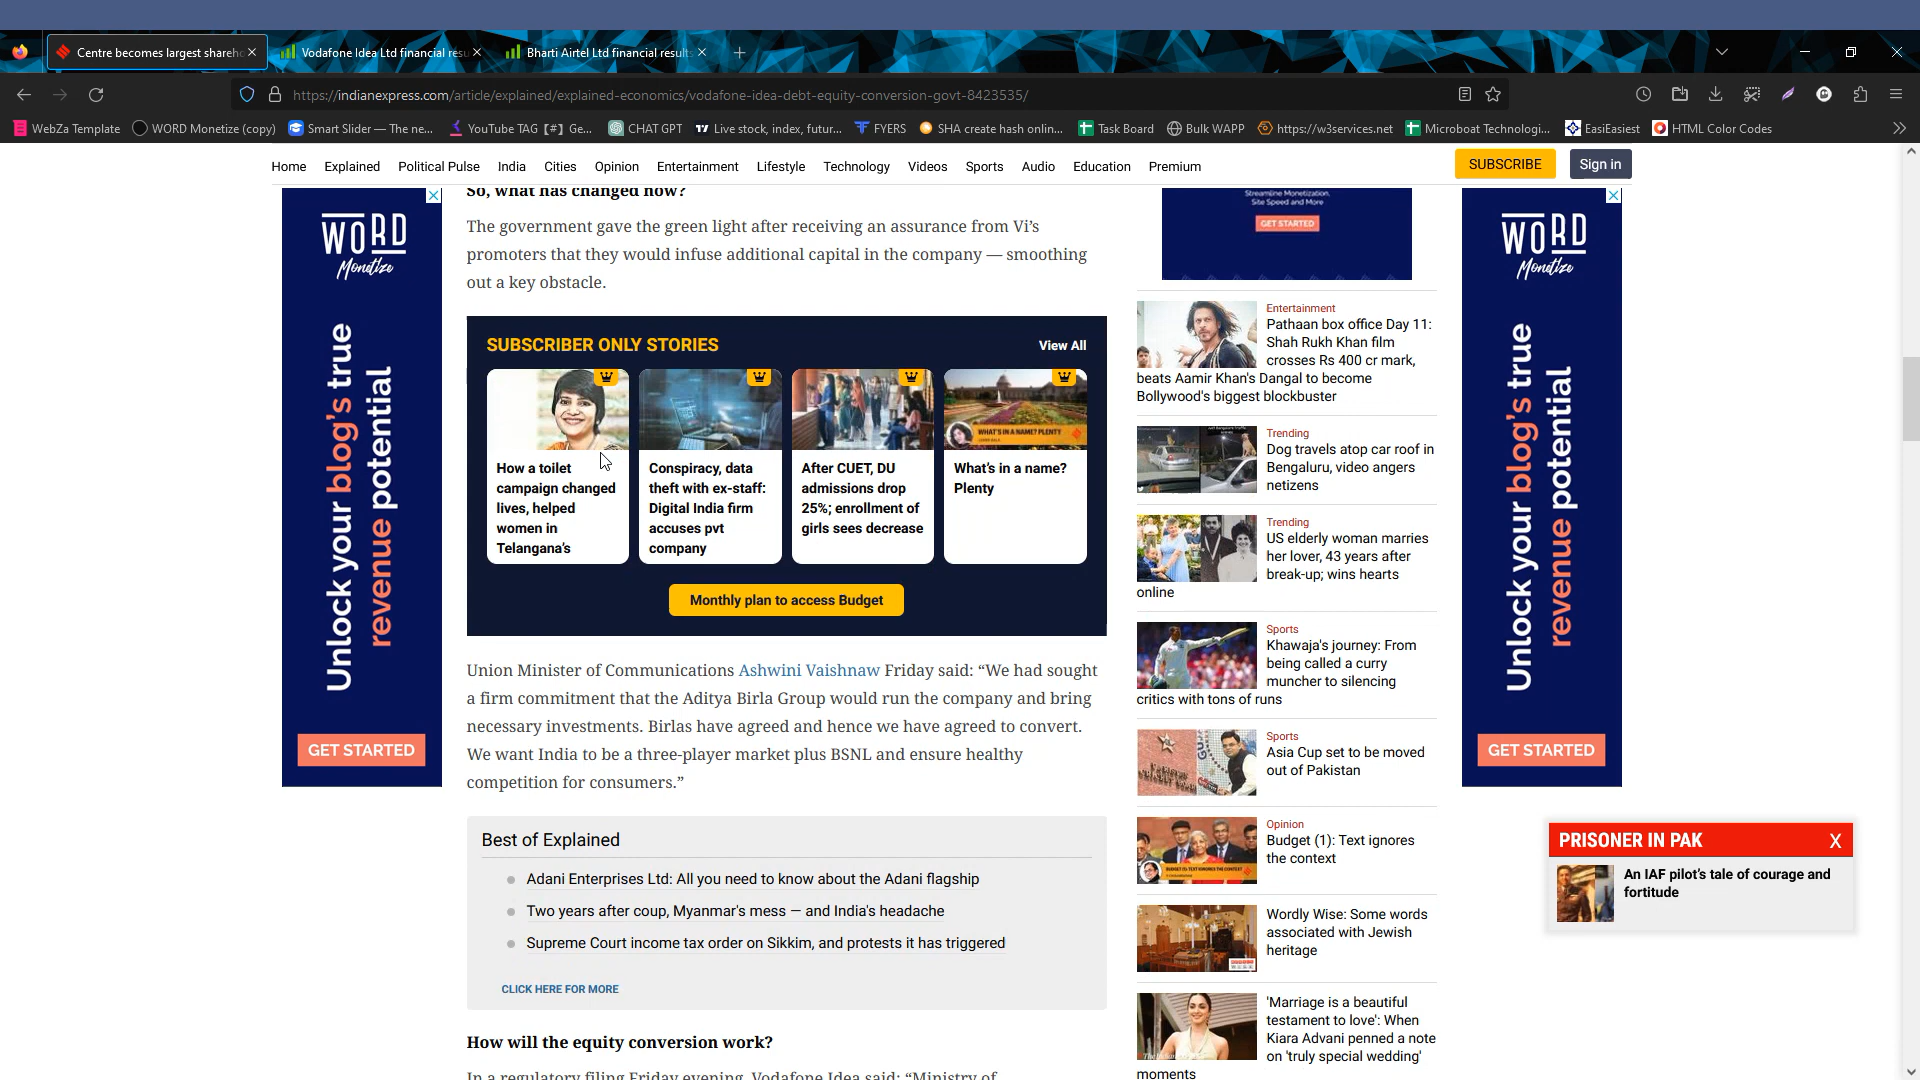 Centre becomes largest shareho
Vodafone Idea Ltd financial resu
Bharti Airtel Ltd financial results
https://indianexpress.com/article/explained/explained-economics/vodafone-idea-debt-equity-conversion-govt-8423535/
WebZa Template
WORD Monetize (copy)
Smart Slider — The ne...
YouTube TAG [#] Ge...
CHAT GPT
Live stock, index, futur...
FYERS
SHA create hash onlin...
Task Board
Bulk WAPP
https://w3services.net
Microboat Technologi...
EasiEasiest
HTML Color Codes
Home Explained Political Pulse India Cities Opinion Entertainment Lifestyle Technology Videos Sports Audio Education Premium
SUBSCRIBE
Sign in
WORD
Monetize
Unlock your blog's true
revenue potential
GET STARTED
So, what has changed now?
The government gave the green light after receiving an assurance from Vi’s
promoters that they would infuse additional capital in the company — smoothing
out a key obstacle.
SUBSCRIBER ONLY STORIES
View All
How a toilet
campaign changed
lives, helped
women in
Telangana’s
Conspiracy, data
theft with ex-staff:
Digital India firm
accuses pvt
company
After CUET, DU
admissions drop
25%; enrollment of
girls sees decrease
WHAT'S IN A NAME? PLENTY
What’s in a name?
Plenty
Monthly plan to access Budget
Union Minister of Communications Ashwini Vaishnaw Friday said: “We had sought
a firm commitment that the Aditya Birla Group would run the company and bring
necessary investments. Birlas have agreed and hence we have agreed to convert.
We want India to be a three-player market plus BSNL and ensure healthy
competition for consumers.”
Best of Explained
Adani Enterprises Ltd: All you need to know about the Adani flagship
Two years after coup, Myanmar's mess — and India's headache
Supreme Court income tax order on Sikkim, and protests it has triggered
CLICK HERE FOR MORE
How will the equity conversion work?
In a regulatory filing Friday evening, Vodafone Idea said: “Ministry of
Streamline Monetization,
Site Speed and More
GET STARTED
Entertainment
Pathaan box office Day 11:
Shah Rukh Khan film
crosses Rs 400 cr mark,
beats Aamir Khan's Dangal to become
Bollywood's biggest blockbuster
Trending
Dog travels atop car roof in
Bengaluru, video angers
netizens
Trending
US elderly woman marries
her lover, 43 years after
break-up; wins hearts
online
Sports
Khawaja's journey: From
being called a curry
muncher to silencing
critics with tons of runs
Sports
Asia Cup set to be moved
out of Pakistan
Opinion
Budget (1): Text ignores
the context
Wordly Wise: Some words
associated with Jewish
heritage
'Marriage is a beautiful
testament to love': When
Kiara Advani penned a note
on 'truly special wedding'
moments
WORD
Monetize
Unlock your blog's true
revenue potential
GET STARTED
PRISONER IN PAK
X
An IAF pilot’s tale of courage and
fortitude